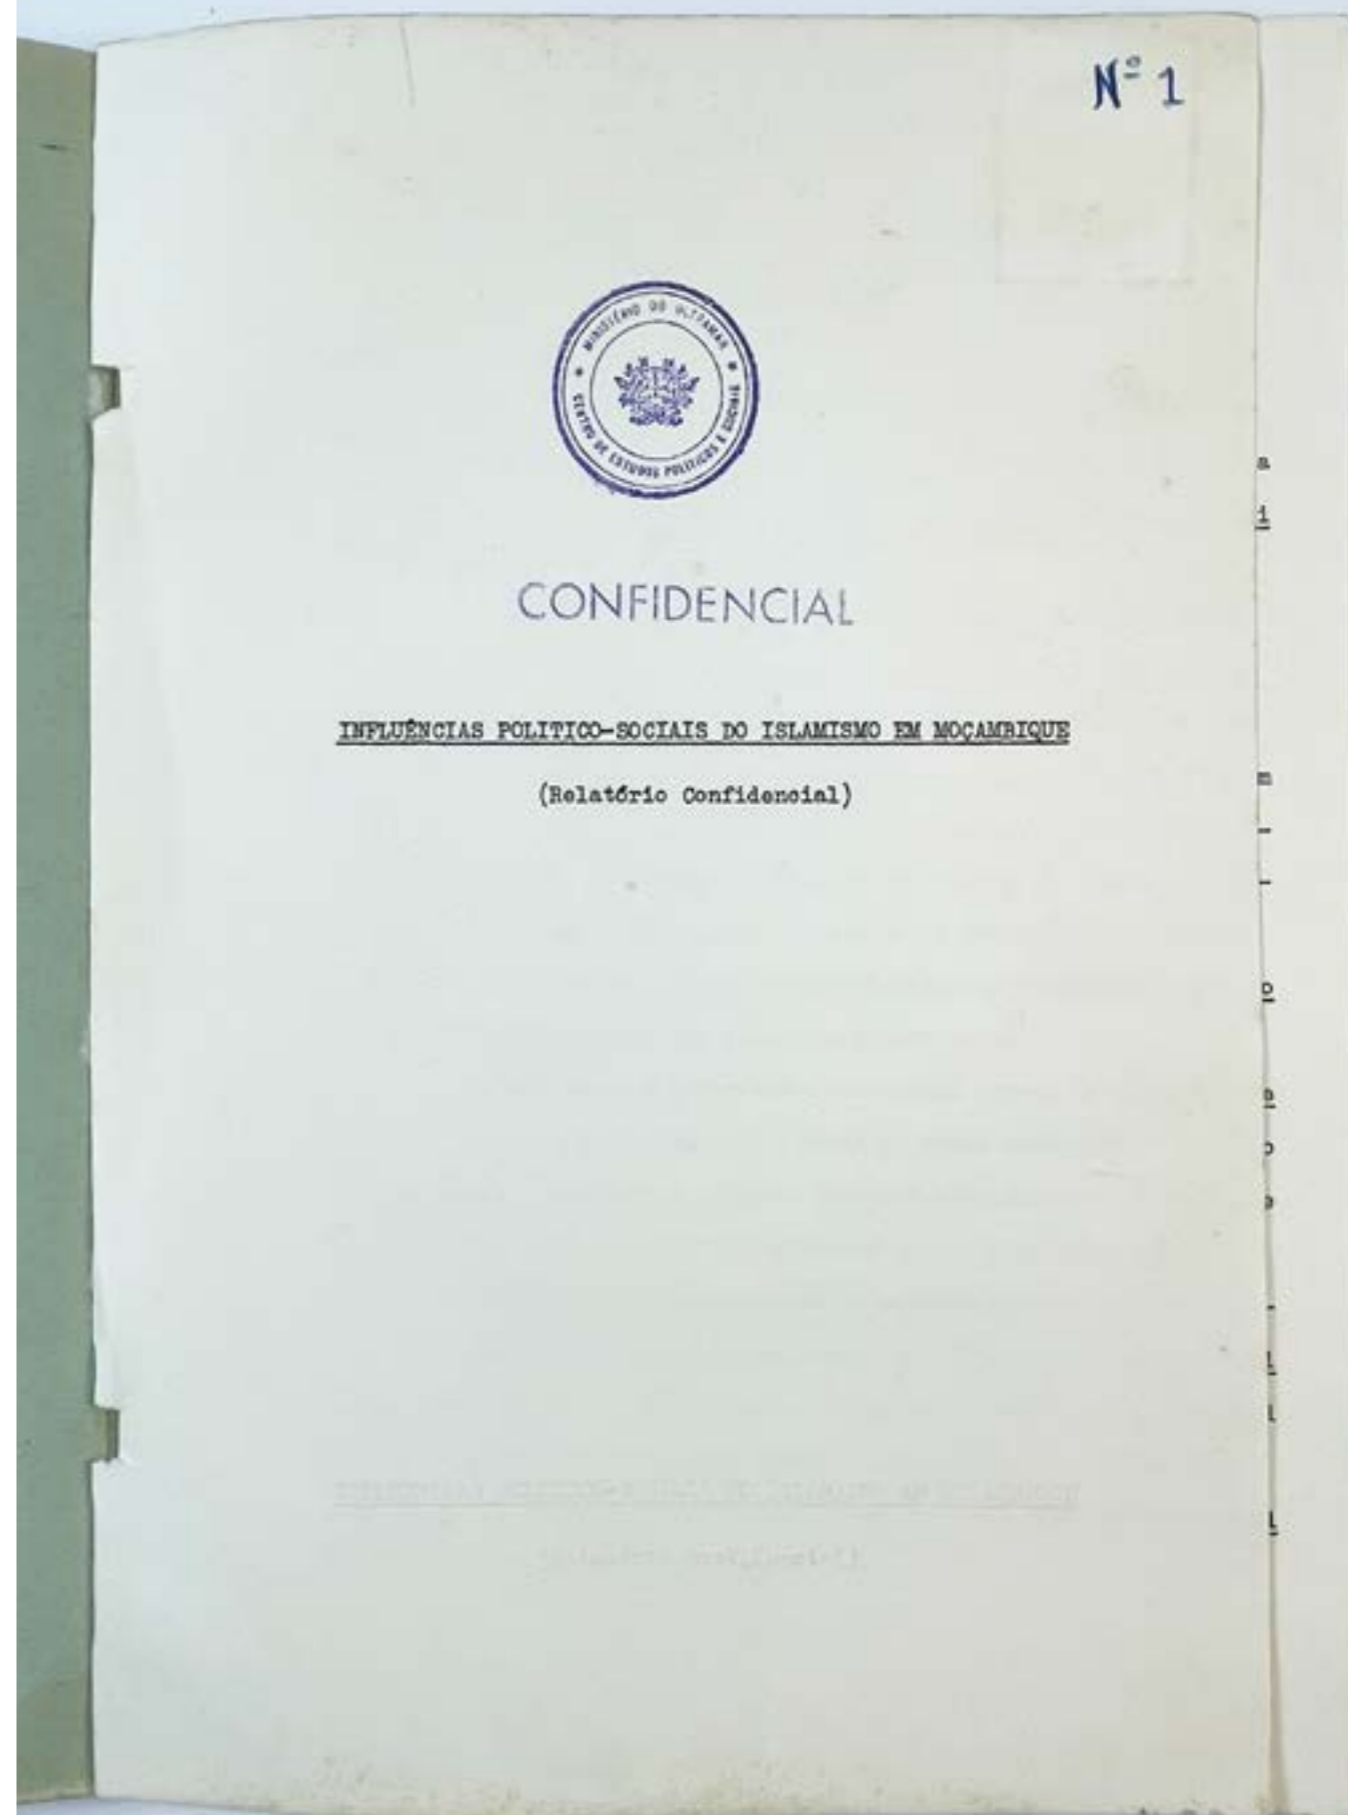 Nº 1
MINISTÉRIO DO ULTRAMAR
CENTRO DE ESTUDOS POLÍTICOS E SOCIAIS
CONFIDENCIAL
INFLUÊNCIAS POLITICO-SOCIAIS DO ISLAMISMO EM MOÇAMBIQUE
(Relatório Confidencial)